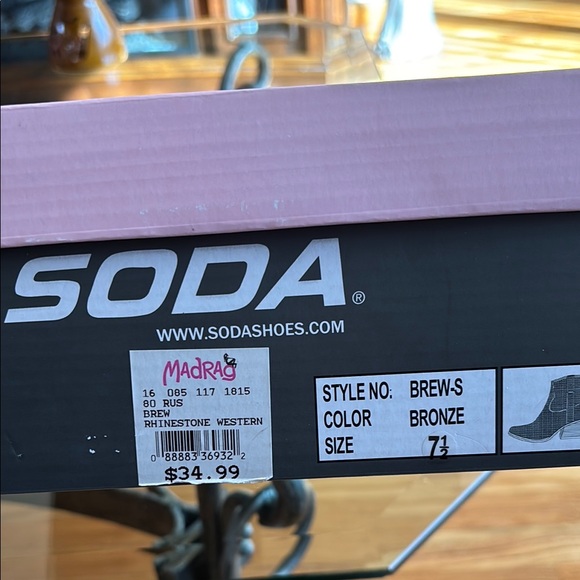 SODA®
WWW.SODASHOES.COM
MADRAG
16 085 117 1815
80 RUS
BREW
RHINESTONE WESTERN
0 88883 36932 2
$34.99
STYLE NO: BREW-S
COLOR BRONZE
SIZE 7½